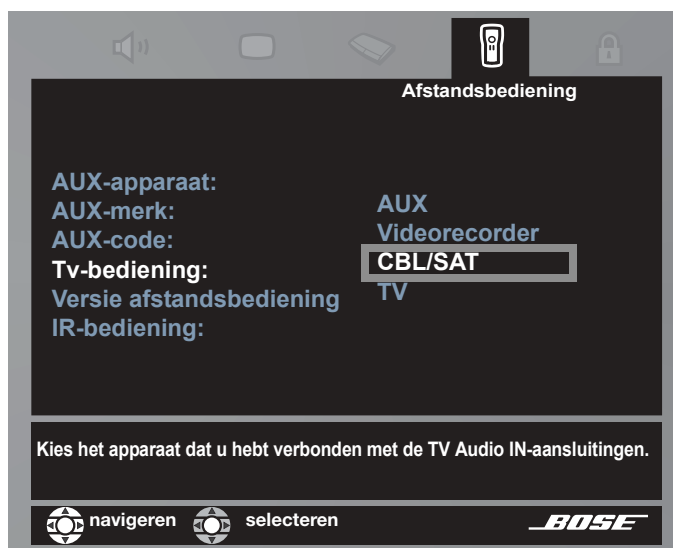 Afstandsbediening
AUX-apparaat:
AUX-merk:
AUX-code:
Tv-bediening:
Versie afstandsbediening
IR-bediening:
AUX
Videorecorder
CBL/SAT
TV
Kies het apparaat dat u hebt verbonden met de TV Audio IN-aansluitingen.
navigeren selecteren BOSE